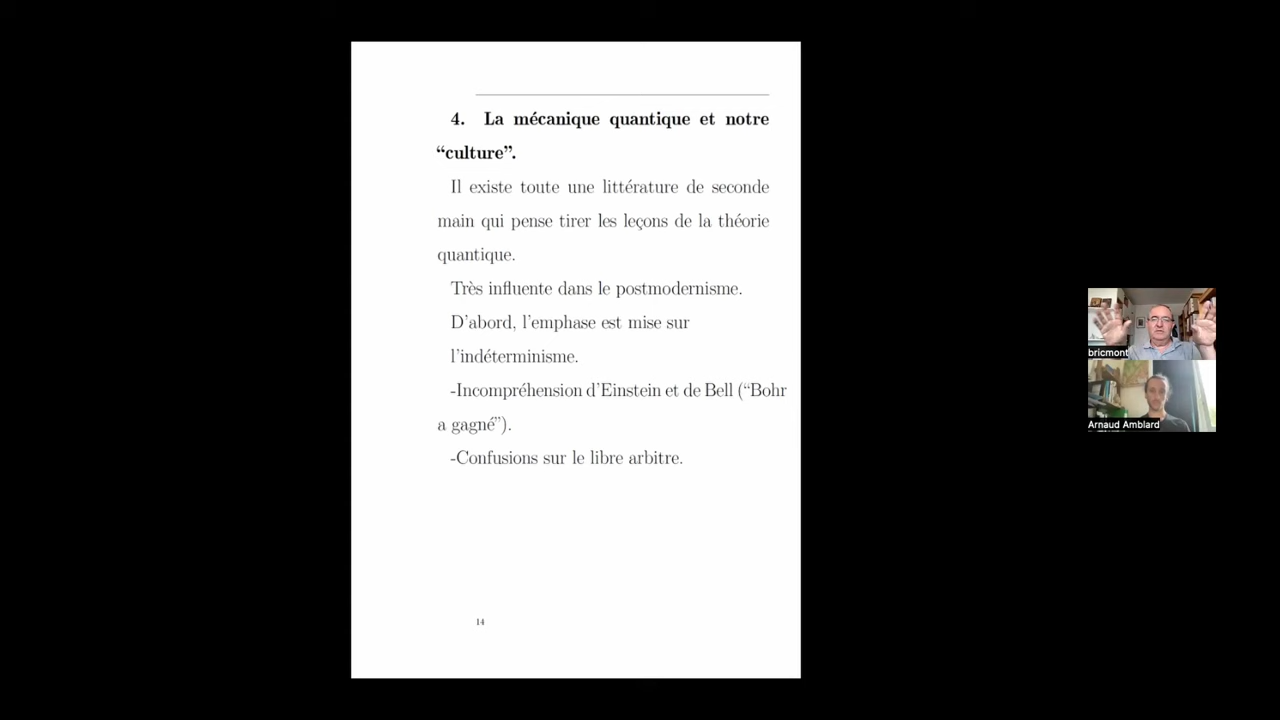 4. La mécanique quantique et notre
“culture”.
Il existe toute une littérature de seconde
main qui pense tirer les leçons de la théorie
quantique.
Très influente dans le postmodernisme.
D’abord, l’emphase est mise sur
l’indéterminisme.
-Incompréhension d’Einstein et de Bell (“Bohr
a gagné”).
-Confusions sur le libre arbitre.
14
bricmont
Arnaud Amblard